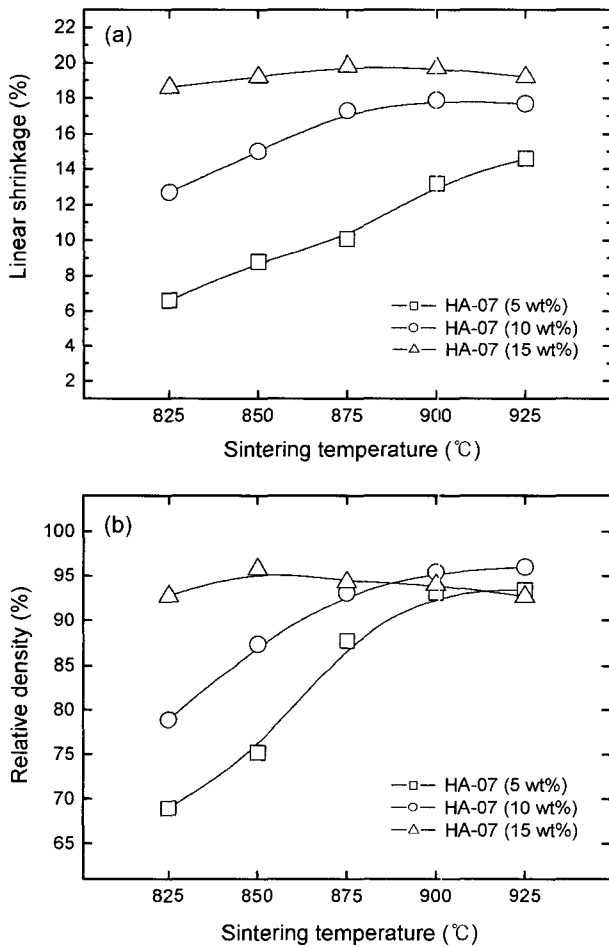 (a)
Linear shrinkage (%)
22
20
18
16
14
12
10
8
6
4
2
HA-07 (5 wt%)
HA-07 (10 wt%)
HA-07 (15 wt%)
825 850 875 900 925
Sintering temperature (℃)
(b)
Relative density (%)
100
95
90
85
80
75
70
65
HA-07 (5 wt%)
HA-07 (10 wt%)
HA-07 (15 wt%)
825 850 875 900 925
Sintering temperature (℃)